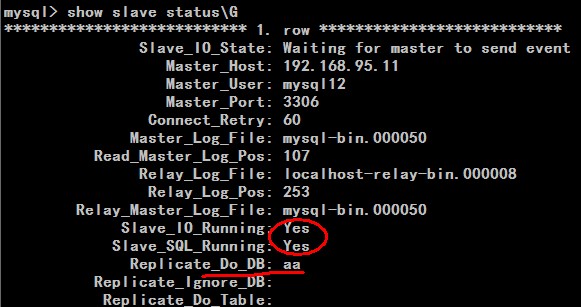 mysql> show slave status\G
*************************** 1. row ***************************
Slave_IO_State: Waiting for master to send event
Master_Host: 192.168.95.11
Master_User: mysql12
Master_Port: 3306
Connect_Retry: 60
Master_Log_File: mysql-bin.000050
Read_Master_Log_Pos: 107
Relay_Log_File: localhost-relay-bin.000008
Relay_Log_Pos: 253
Relay_Master_Log_File: mysql-bin.000050
Slave_IO_Running: Yes
Slave_SQL_Running: Yes
Replicate_Do_DB: aa
Replicate_Ignore_DB:
Replicate_Do_Table: